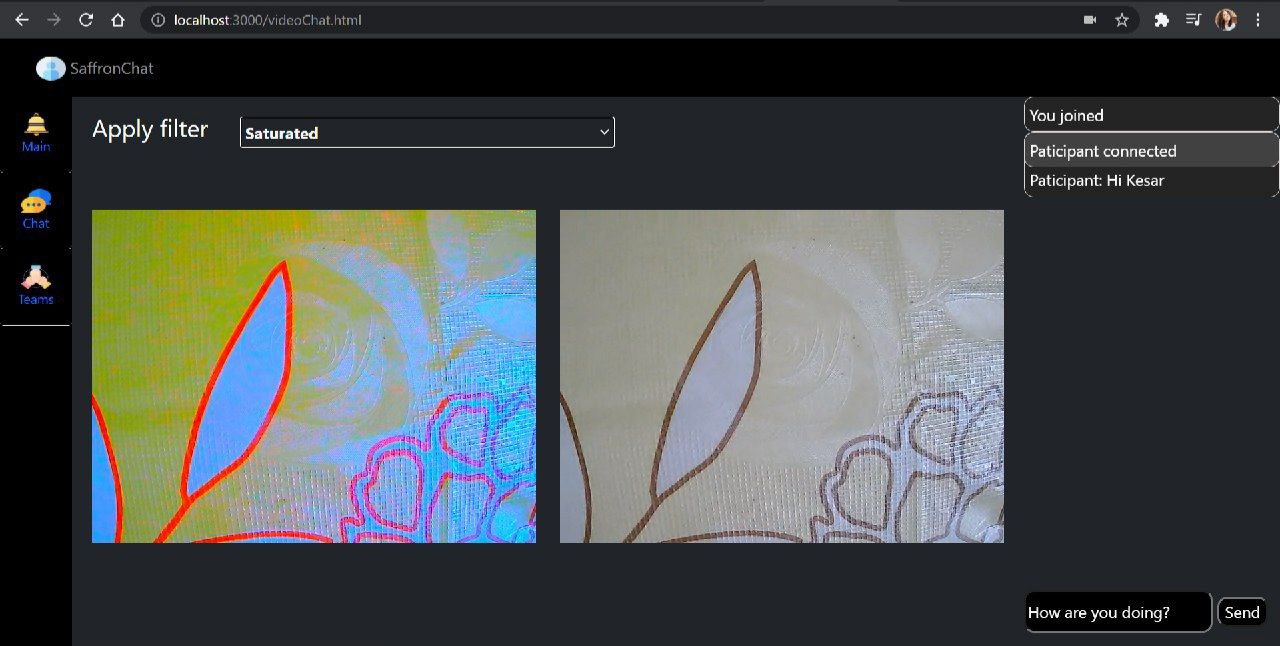 localhost:3000/videoChat.html
SaffronChat
Main
Chat
Teams
Apply filter
Saturated
You joined
Paticipant connected
Paticipant: Hi Kesar
How are you doing?
Send